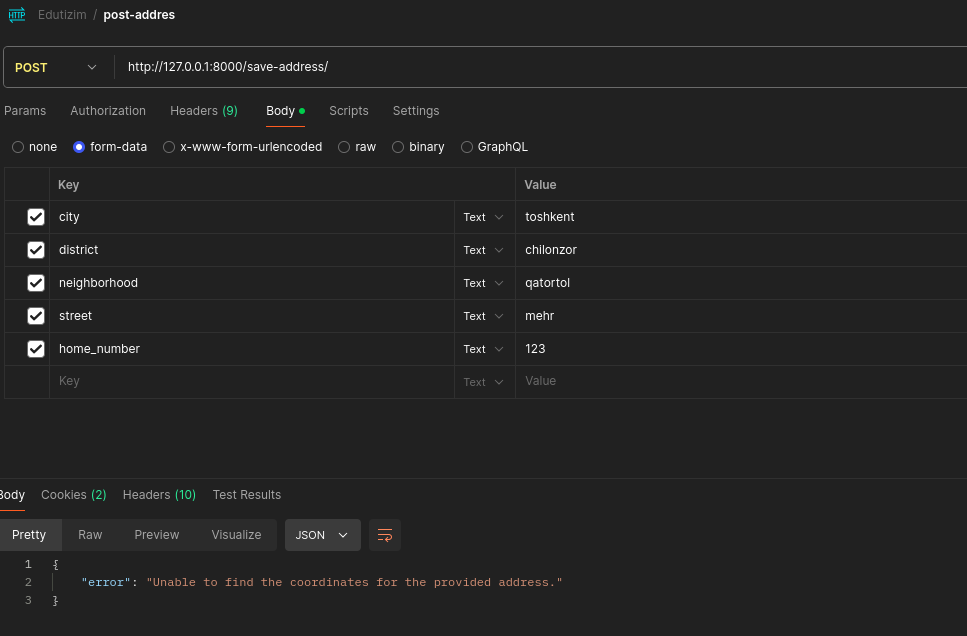 HTTP Edutizim / post-addres
POST http://127.0.0.1:8000/save-address/
Params Authorization Headers (9) Body Scripts Settings
none form-data x-www-form-urlencoded raw binary GraphQL
Key Value
city Text toshkent
district Text chilonzor
neighborhood Text qatortol
street Text mehr
home_number Text 123
Key Text Value
Body Cookies (2) Headers (10) Test Results
Pretty Raw Preview Visualize JSON
1 {
2 "error": "Unable to find the coordinates for the provided address."
3 }